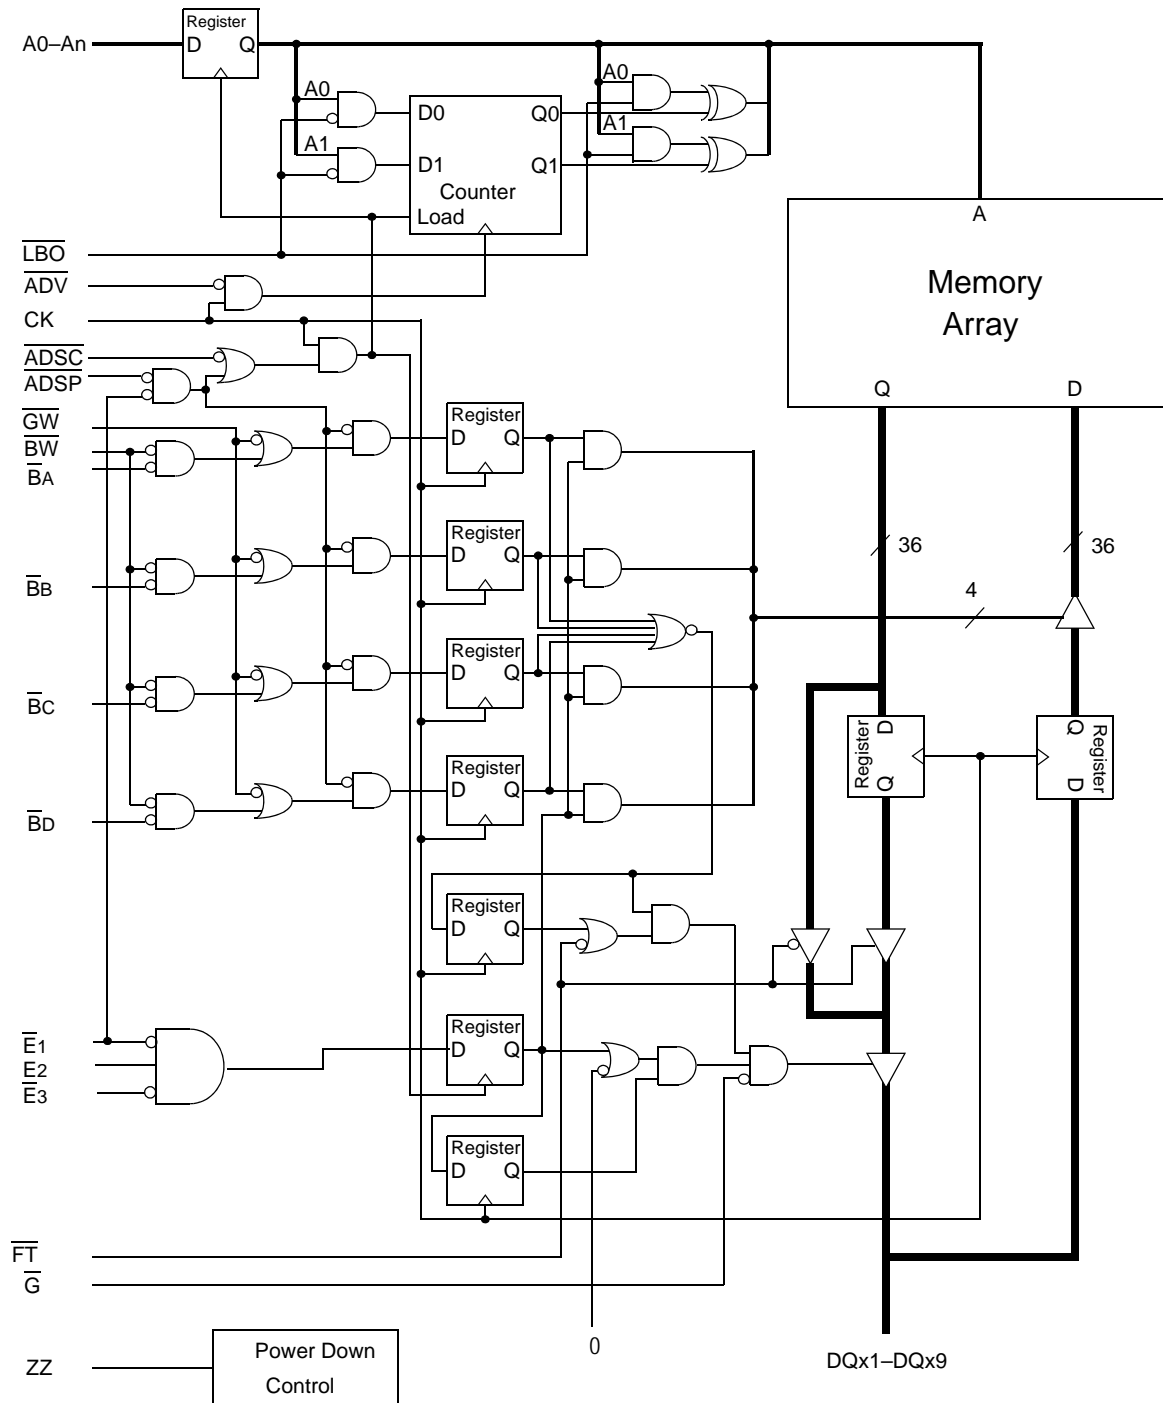 Register
A0–An
D Q
A0
A0
D0 Q0
A1
A1
D1 Q1
Counter
Load
A
LBO
ADV
Memory
CK
Array
ADSC
ADSP
Q D
GW
Register
BW
D Q
BA
Register
36 36
D Q
BB
4
Register
D Q
BC
D
Register
Q
Q
Register
D
Register
D Q
BD
Register
D Q
Register
E1
D Q
E2
E3
Register
D Q
FT
G
0
Power Down
Control
DQx1–DQx9
ZZ